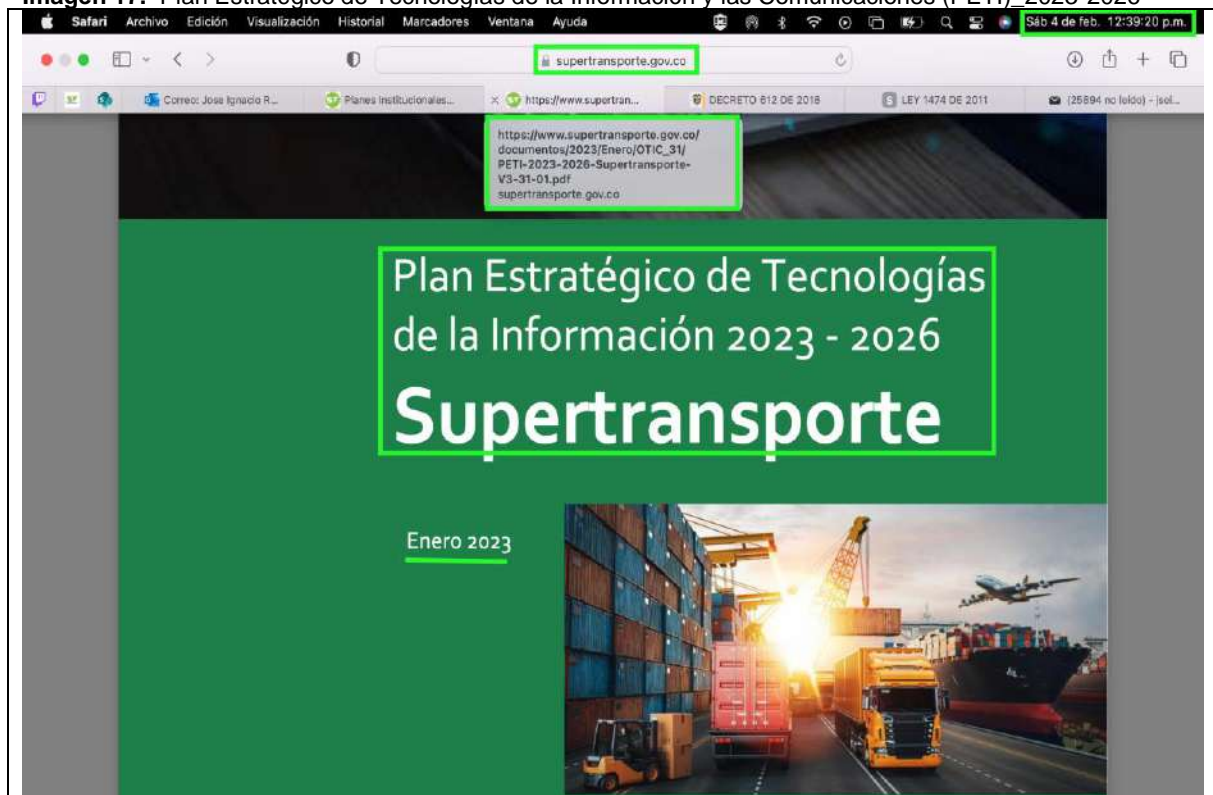 Imagen 17. Plan Estratégico de Tecnologías de la Información y las Comunicaciones (PETI)_2023-2026
Safari Archivo Edición Visualización Historial Marcadores Ventana Ayuda Sáb 4 de feb. 12:39:20 p.m.
supertransporte.gov.co
Correo: Jose Ignacio R... Planes Institucionales... https://www.supertran... DECRETO 612 DE 2018 LEY 1474 DE 2011 (25894 no leído) - jsol...
https://www.supertransporte.gov.co/
documentos/2023/Enero/OTIC_31/
PETI-2023-2026-Supertransporte-
V3-31-01.pdf
supertransporte.gov.co
Plan Estratégico de Tecnologías
de la Información 2023 - 2026
Supertransporte
Enero 2023